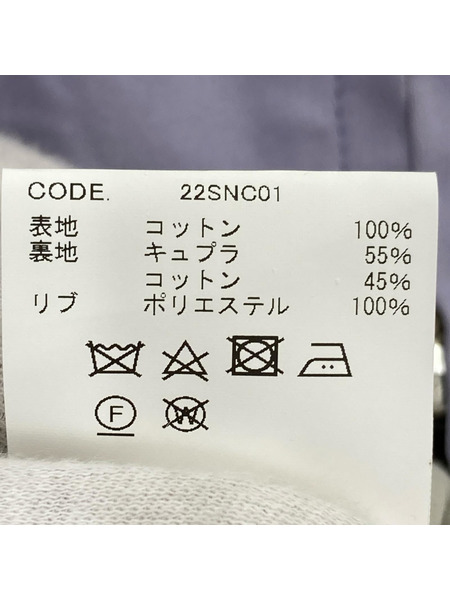 CODE. 22SNC01
表地 コットン 100%
裏地 キュプラ 55%
コットン 45%
リブ ポリエステル 100%
F W